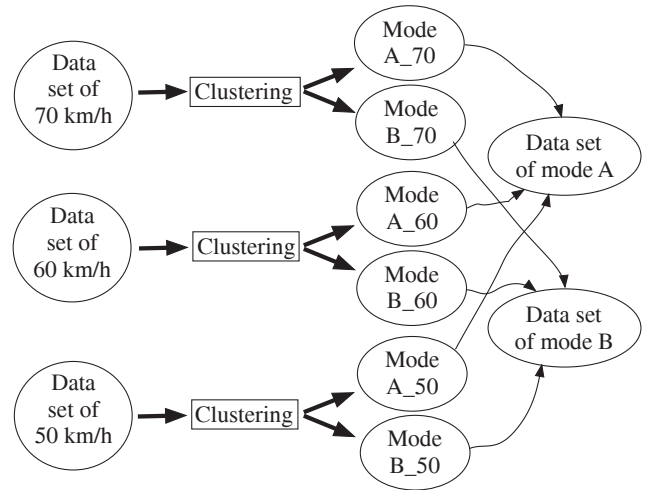 Data
set of
70 km/h
Clustering
Mode
A_70
Mode
B_70
Data set
of mode A
Data
set of
60 km/h
Clustering
Mode
A_60
Mode
B_60
Data set
of mode B
Data
set of
50 km/h
Clustering
Mode
A_50
Mode
B_50